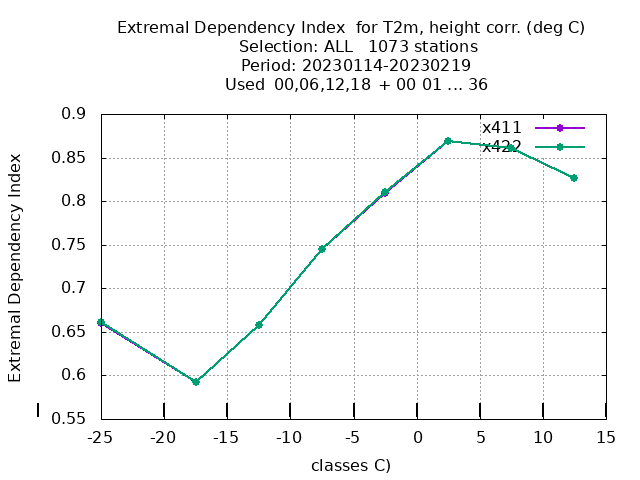 Extremal Dependency Index  for T2m, height corr. (deg C)
Selection: ALL   1073 stations
Period: 20230114-20230219
Used  00,06,12,18  + 00 01 ... 36
Extremal Dependency Index
0.9
0.85
0.8
0.75
0.7
0.65
0.6
0.55
x411
x422
-25
-20
-15
-10
-5
0
5
10
15
classes C)